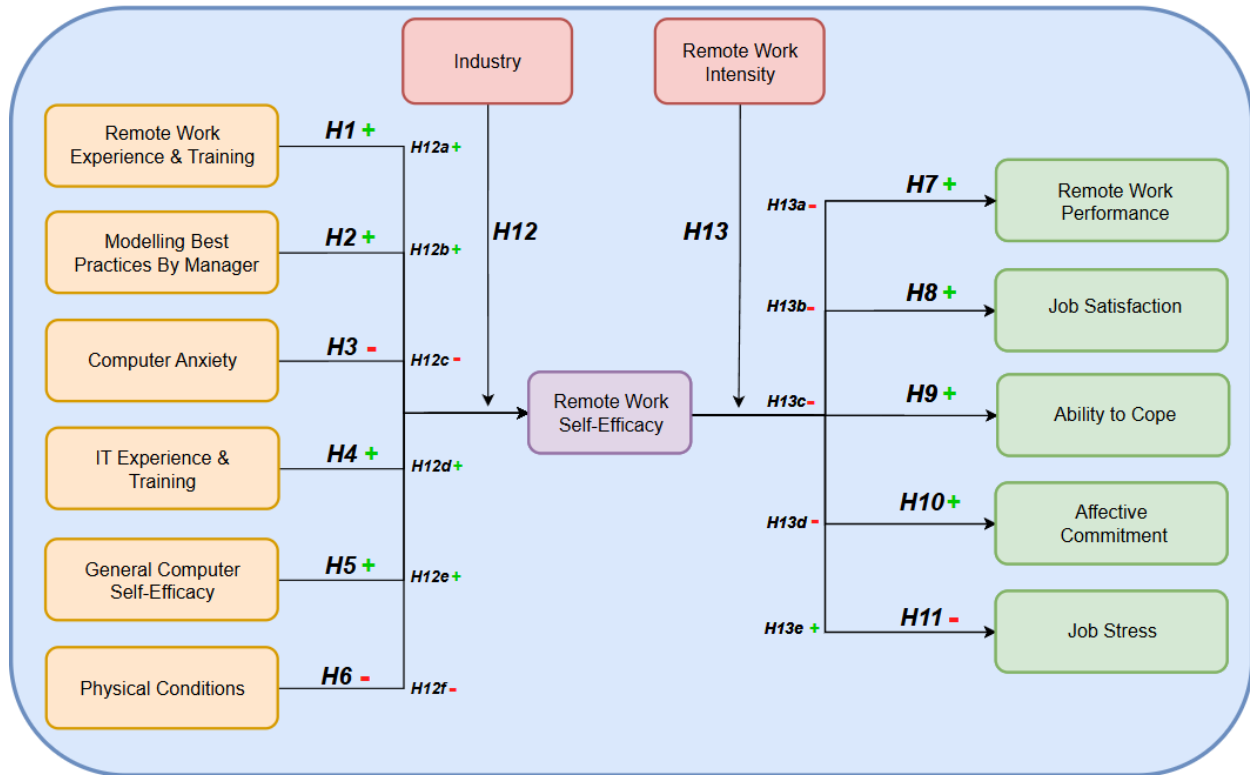 Industry
Remote Work
Intensity
Remote Work
Experience & Training
H1 +
H12a +
Modelling Best
Practices By Manager
H2 +
H12b +
Computer Anxiety
H3 -
H12c -
IT Experience &
Training
H4 +
H12d +
General Computer
Self-Efficacy
H5 +
H12e +
Physical Conditions
H6 -
H12f -
H12
Remote Work
Self-Efficacy
H13
H13a -
H7 +
Remote Work
Performance
H13b -
H8 +
Job Satisfaction
H13c -
H9 +
Ability to Cope
H13d -
H10 +
Affective
Commitment
H13e +
H11 -
Job Stress